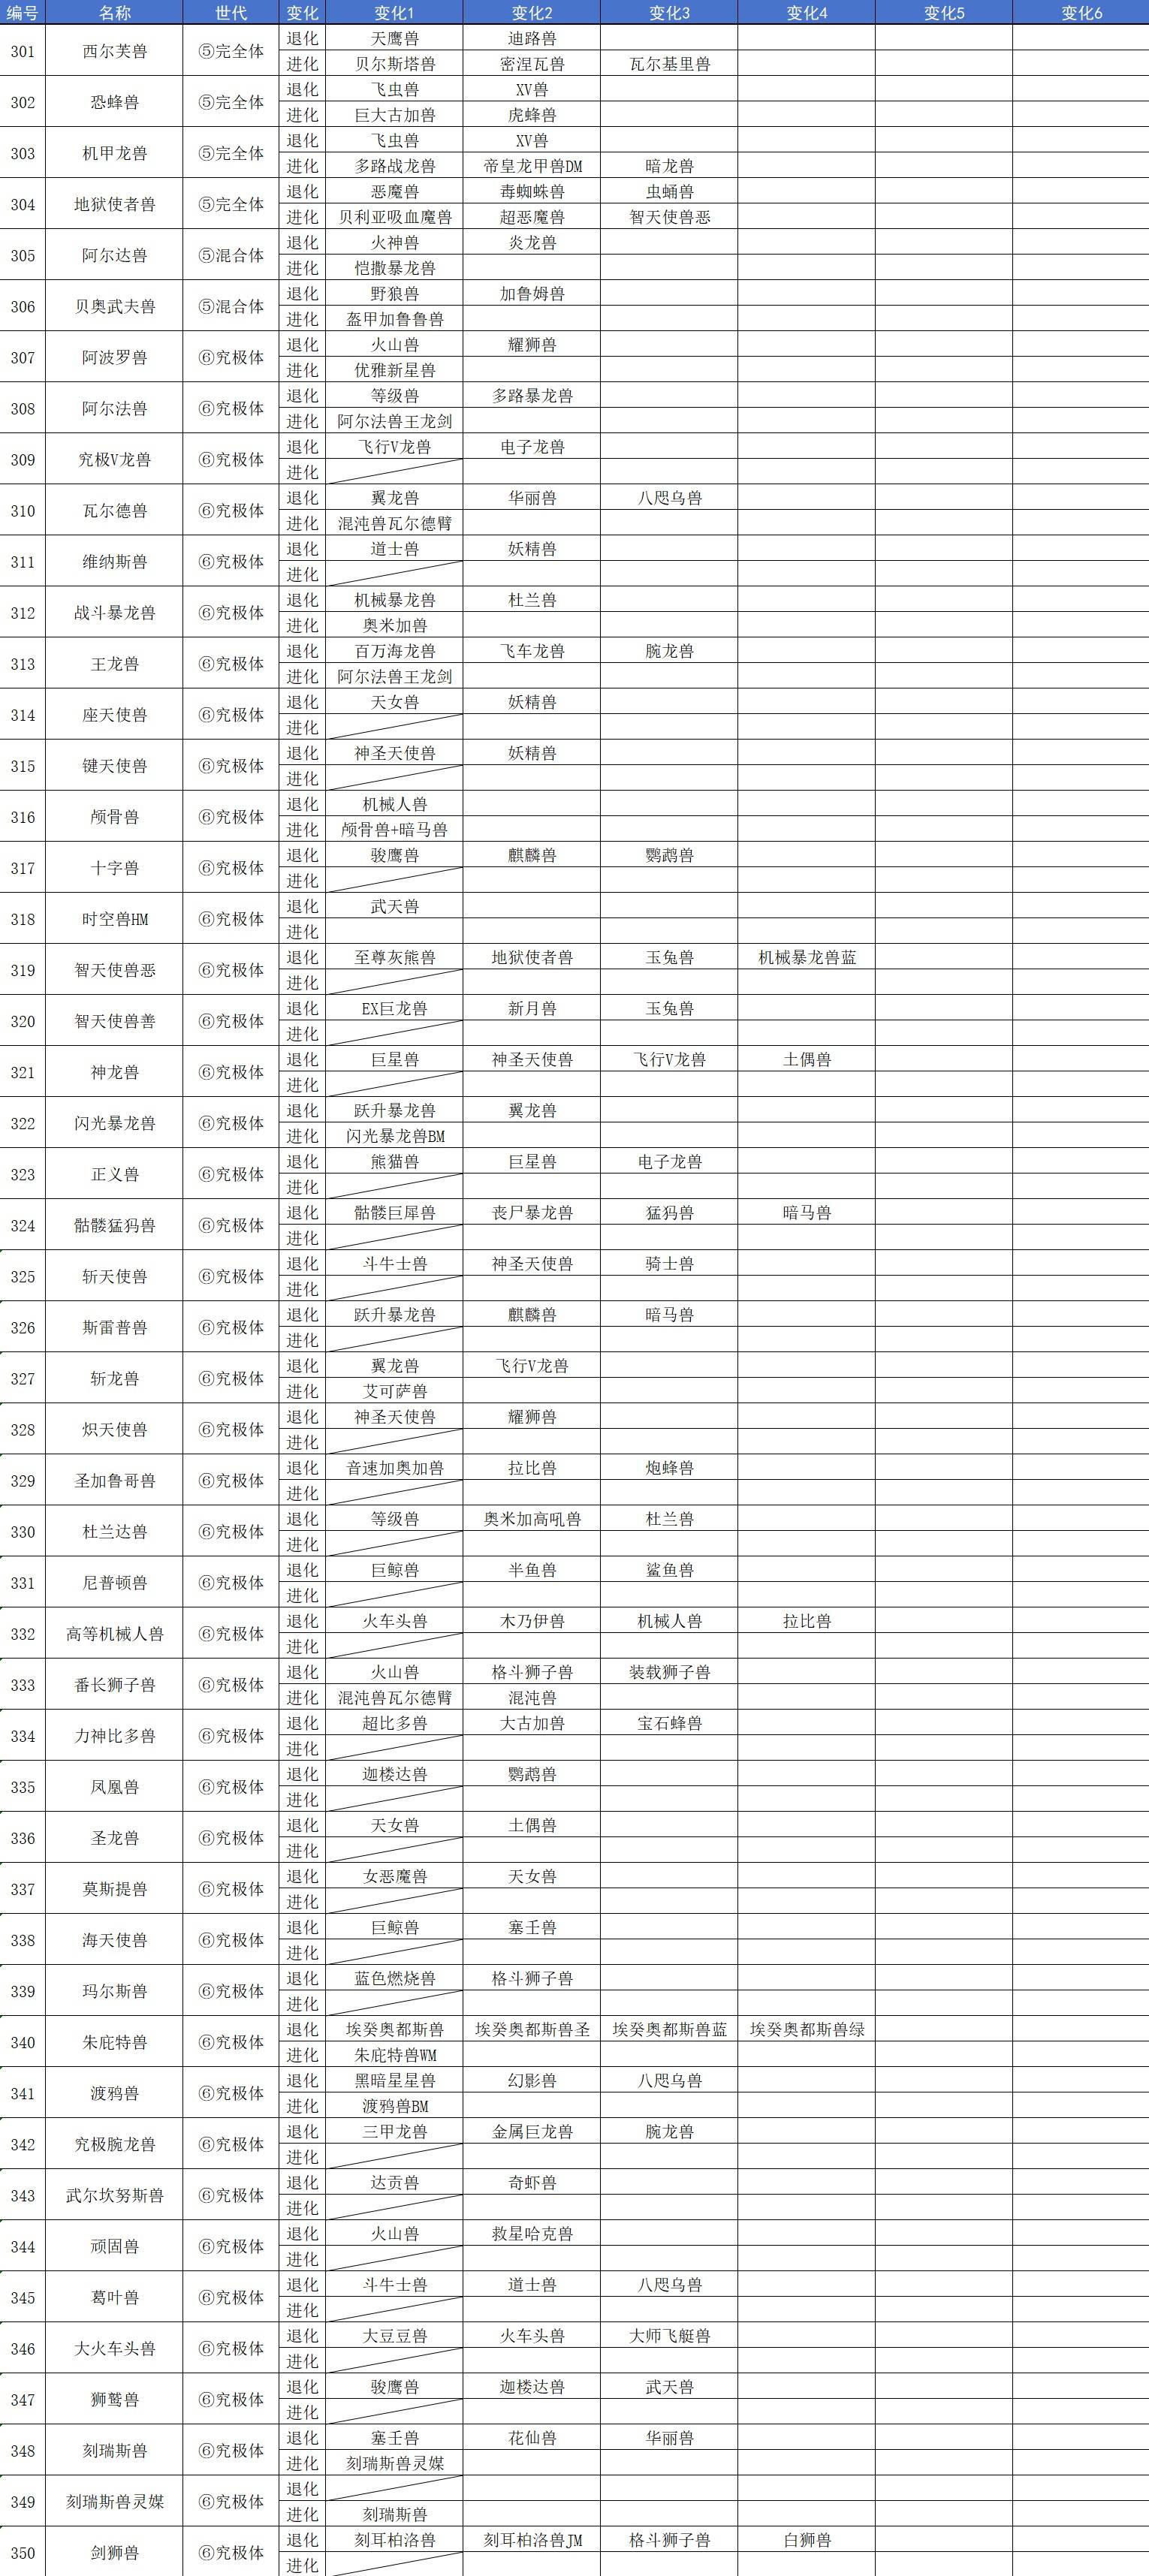 编号 名称 世代 变化 变化1 变化2 变化3 变化4 变化5 变化6
301 西尔芙兽 ⑤完全体 退化 天鹰兽 迪路兽
进化 贝尔斯塔兽 密涅瓦兽 瓦尔基里兽
302 恐蜂兽 ⑤完全体 退化 飞虫兽 XV兽
进化 巨大古加兽 虎蜂兽
303 机甲龙兽 ⑤完全体 退化 飞虫兽 XV兽
进化 多路战龙兽 帝皇龙甲兽DM 暗龙兽
304 地狱使者兽 ⑤完全体 退化 恶魔兽 毒蜘蛛兽 虫蛹兽
进化 贝利亚吸血魔兽 超恶魔兽 智天使兽恶
305 阿尔达兽 ⑤混合体 退化 火神兽 炎龙兽
进化 恺撒暴龙兽
306 贝奥武夫兽 ⑤混合体 退化 野狼兽 加鲁姆兽
进化 盔甲加鲁鲁兽
307 阿波罗兽 ⑥究极体 退化 火山兽 耀狮兽
进化 优雅新星兽
308 阿尔法兽 ⑥究极体 退化 等级兽 多路暴龙兽
进化 阿尔法兽王龙剑
309 究极V龙兽 ⑥究极体 退化 飞行V龙兽 电子龙兽
进化
310 瓦尔德兽 ⑥究极体 退化 翼龙兽 华丽兽 八咫乌兽
进化 混沌兽瓦尔德臂
311 维纳斯兽 ⑥究极体 退化 道士兽 妖精兽
进化
312 战斗暴龙兽 ⑥究极体 退化 机械暴龙兽 杜兰兽
进化 奥米加兽
313 王龙兽 ⑥究极体 退化 百万海龙兽 飞车龙兽 腕龙兽
进化 阿尔法兽王龙剑
314 座天使兽 ⑥究极体 退化 天女兽 妖精兽
进化
315 键天使兽 ⑥究极体 退化 神圣天使兽 妖精兽
进化
316 颅骨兽 ⑥究极体 退化 机械人兽
进化 颅骨兽+暗马兽
317 十字兽 ⑥究极体 退化 骏鹰兽 麒麟兽 鹦鹉兽
进化
318 时空兽HM ⑥究极体 退化 武天兽
进化
319 智天使兽恶 ⑥究极体 退化 至尊灰熊兽 地狱使者兽 玉兔兽 机械暴龙兽蓝
进化
320 智天使兽善 ⑥究极体 退化 EX巨龙兽 新月兽 玉兔兽
进化
321 神龙兽 ⑥究极体 退化 巨星兽 神圣天使兽 飞行V龙兽 土偶兽
进化
322 闪光暴龙兽 ⑥究极体 退化 跃升暴龙兽 翼龙兽
进化 闪光暴龙兽BM
323 正义兽 ⑥究极体 退化 熊猫兽 巨星兽 电子龙兽
进化
324 骷髅猛犸兽 ⑥究极体 退化 骷髅巨犀兽 丧尸暴龙兽 猛犸兽 暗马兽
进化
325 斩天使兽 ⑥究极体 退化 斗牛士兽 神圣天使兽 骑士兽
进化
326 斯雷普兽 ⑥究极体 退化 跃升暴龙兽 麒麟兽 暗马兽
进化
327 斩龙兽 ⑥究极体 退化 翼龙兽 飞行V龙兽
进化 艾可萨兽
328 炽天使兽 ⑥究极体 退化 神圣天使兽 耀狮兽
进化
329 圣加鲁哥兽 ⑥究极体 退化 音速加奥加兽 拉比兽 炮蜂兽
进化
330 杜兰达兽 ⑥究极体 退化 等级兽 奥米加高吼兽 杜兰兽
进化
331 尼普顿兽 ⑥究极体 退化 巨鲸兽 半鱼兽 鲨鱼兽
进化
332 高等机械人兽 ⑥究极体 退化 火车头兽 木乃伊兽 机械人兽 拉比兽
进化
333 番长狮子兽 ⑥究极体 退化 火山兽 格斗狮子兽 装载狮子兽
进化 混沌兽瓦尔德臂 混沌兽
334 力神比多兽 ⑥究极体 退化 超比多兽 大古加兽 宝石蜂兽
进化
335 凤凰兽 ⑥究极体 退化 迦楼达兽 鹦鹉兽
进化
336 圣龙兽 ⑥究极体 退化 天女兽 土偶兽
进化
337 莫斯提兽 ⑥究极体 退化 女恶魔兽 天女兽
进化
338 海天使兽 ⑥究极体 退化 巨鲸兽 塞壬兽
进化
339 玛尔斯兽 ⑥究极体 退化 蓝色燃烧兽 格斗狮子兽
进化
340 朱庇特兽 ⑥究极体 退化 埃癸奥都斯兽 埃癸奥都斯兽圣 埃癸奥都斯兽蓝 埃癸奥都斯兽绿
进化 朱庇特兽WM
341 渡鸦兽 ⑥究极体 退化 黑暗星星兽 幻影兽 八咫乌兽
进化 渡鸦兽BM
342 究极腕龙兽 ⑥究极体 退化 三甲龙兽 金属巨龙兽 腕龙兽
进化
343 武尔坎努斯兽 ⑥究极体 退化 达贡兽 奇虾兽
进化
344 顽固兽 ⑥究极体 退化 火山兽 救星哈克兽
进化
345 葛叶兽 ⑥究极体 退化 斗牛士兽 道士兽 八咫乌兽
进化
346 大火车头兽 ⑥究极体 退化 大豆豆兽 火车头兽 大师飞艇兽
进化
347 狮鹫兽 ⑥究极体 退化 骏鹰兽 迦楼达兽 武天兽
进化
348 刻瑞斯兽 ⑥究极体 退化 塞壬兽 花仙兽 华丽兽
进化 刻瑞斯兽灵媒
349 刻瑞斯兽灵媒 ⑥究极体 退化
进化 刻瑞斯兽
350 剑狮兽 ⑥究极体 退化 刻耳柏洛兽 刻耳柏洛兽JM 格斗狮子兽 白狮兽
进化